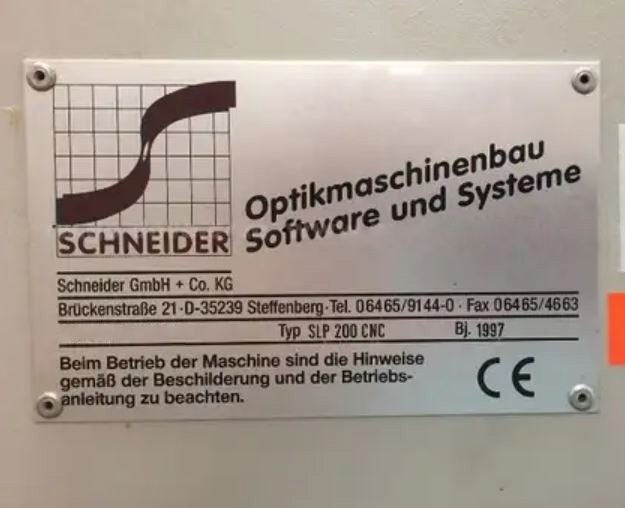 SCHNEIDER
Optikmaschinenbau
Software und Systeme
Schneider GmbH + Co. KG
Brückenstraße 21·D-35239 Steffenberg·Tel. 06465/9144-0 · Fax 06465/4663
Typ SLP 200 CNC Bj. 1997
Beim Betrieb der Maschine sind die Hinweise
gemäß der Beschilderung und der Betriebs-
anleitung zu beachten.
CE